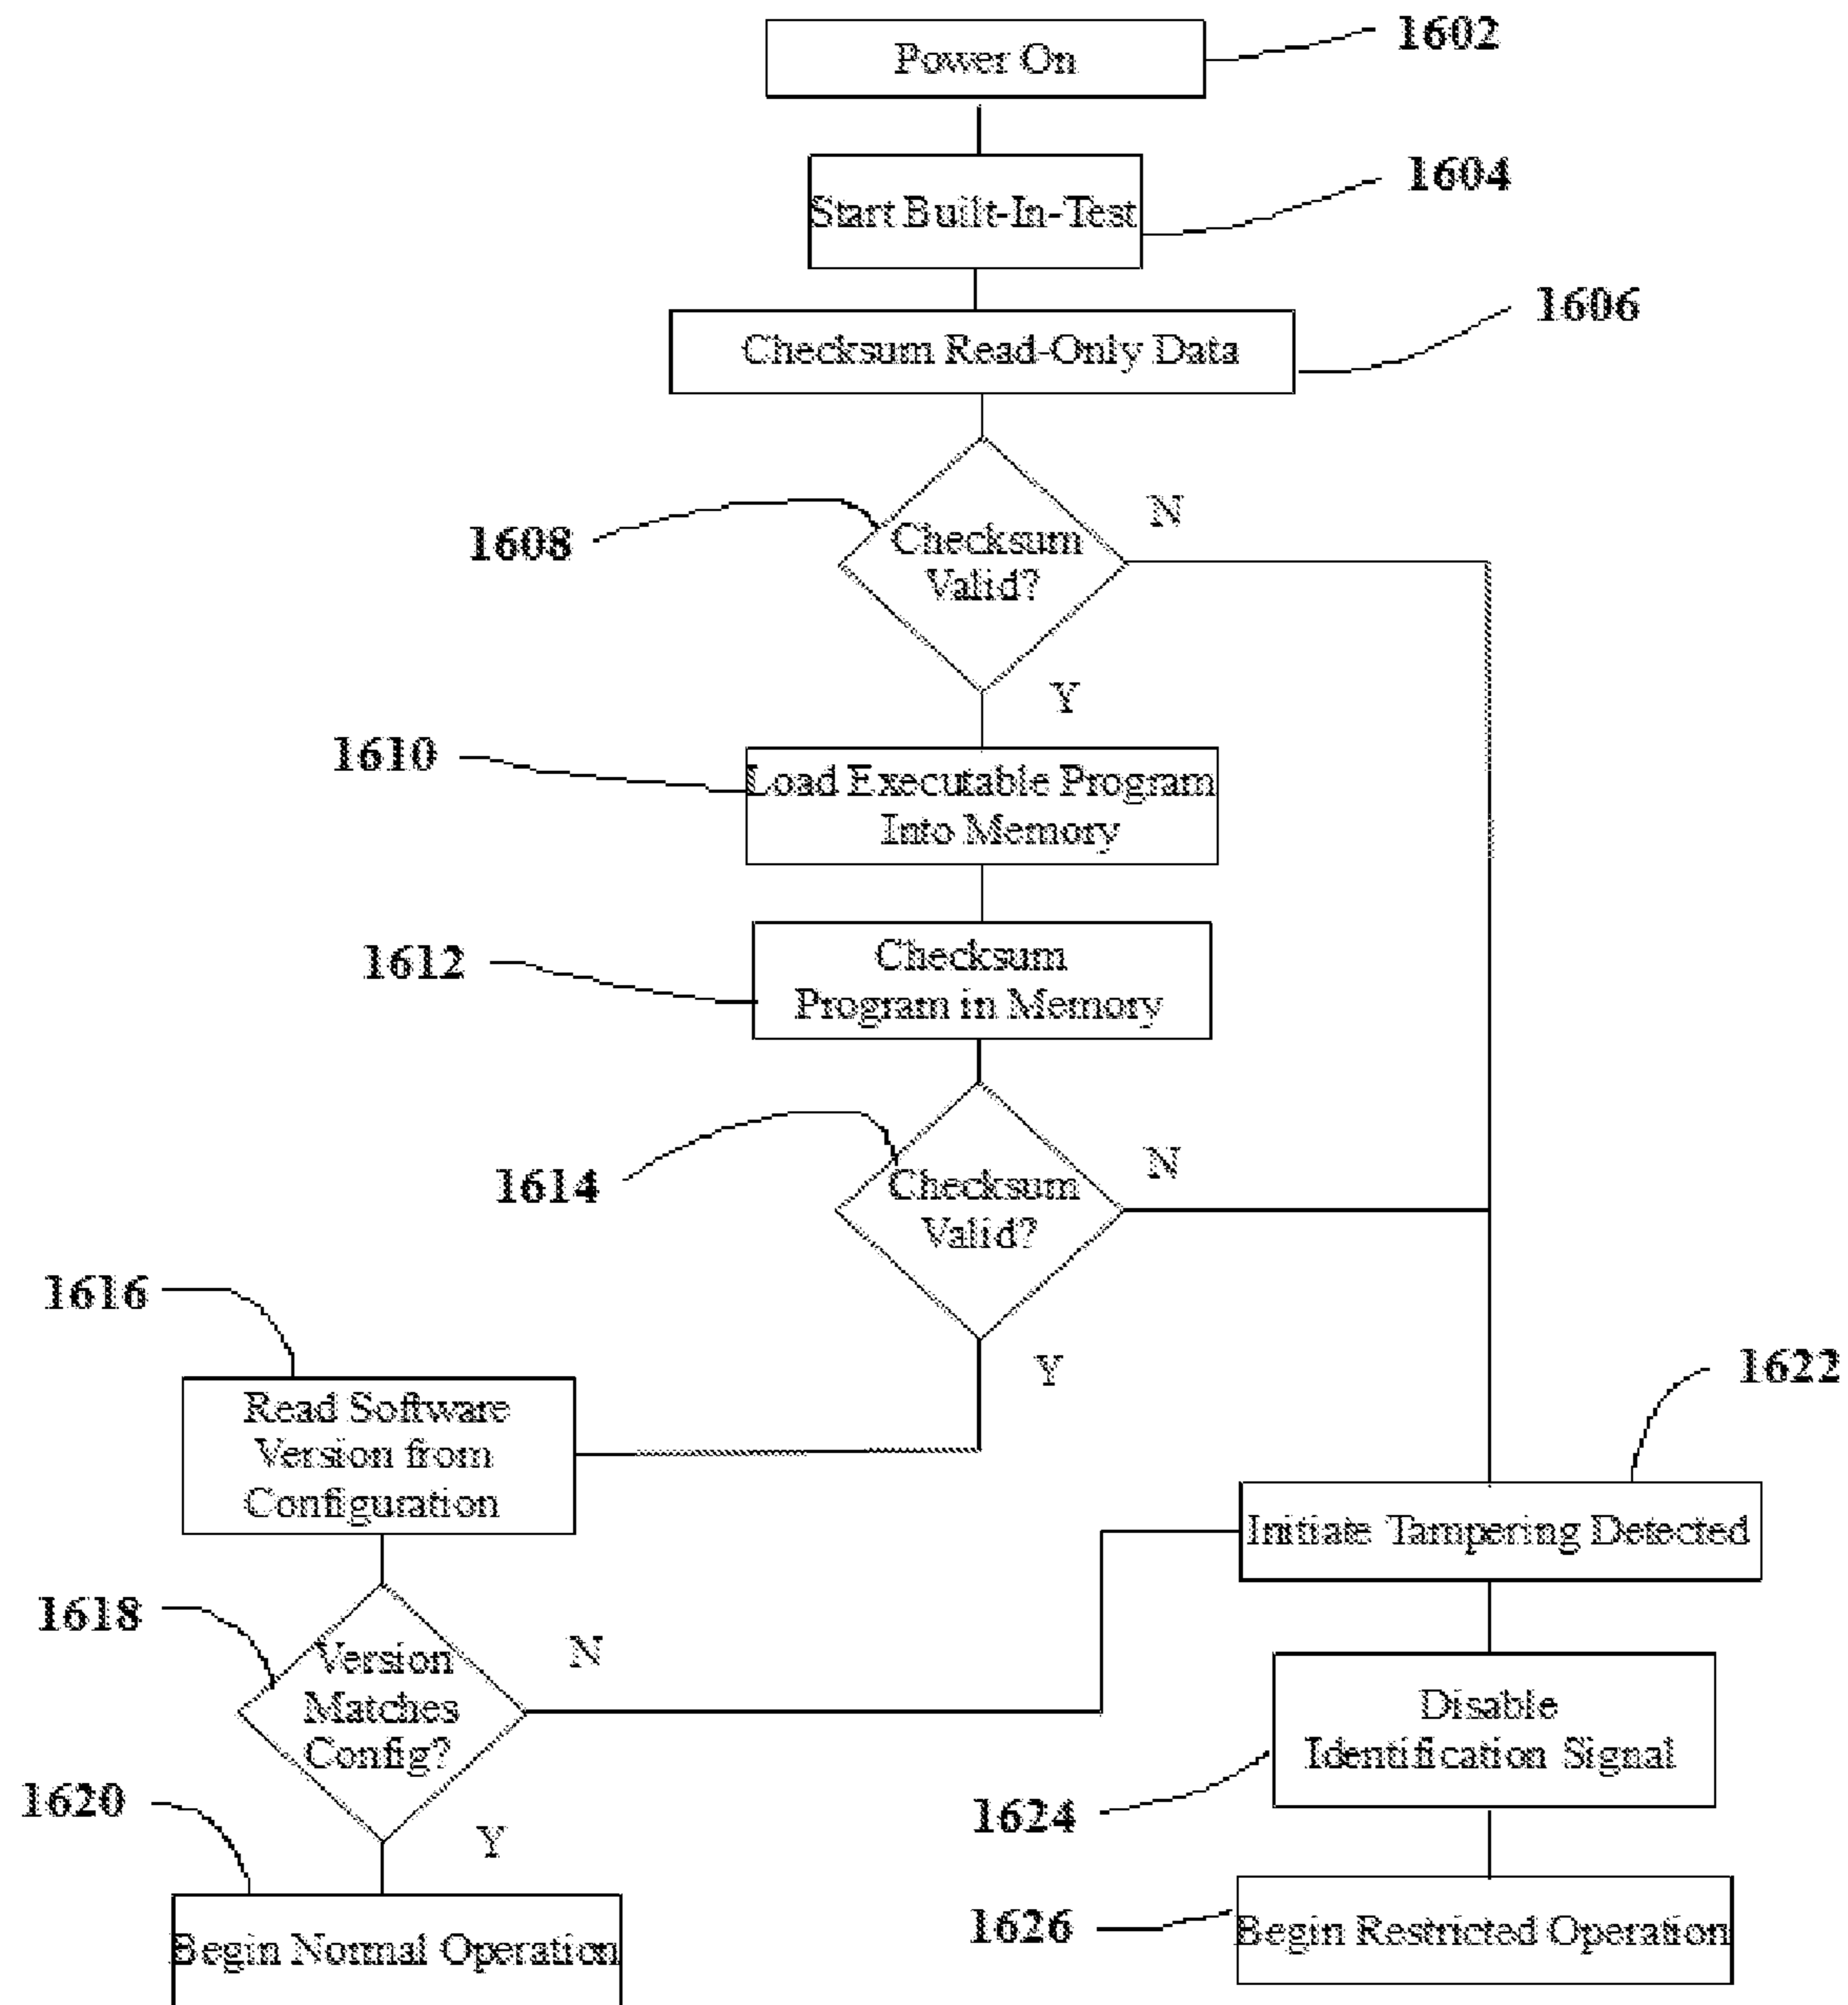 Power On
1602
Start Built-In-Test
1604
Checksum Read-Only Data
1606
1608
Checksum
Valid?
N
Y
1610
Load Executable Program
Into Memory
1612
Checksum
Program in Memory
1614
Checksum
Valid?
N
Y
1616
Read Software
Version from
Configuration
1622
Initiate Tampering Detected
1618
Version
Matches
Config?
N
Y
Disable
Identification Signal
1624
1620
Begin Normal Operation
1626
Begin Restricted Operation